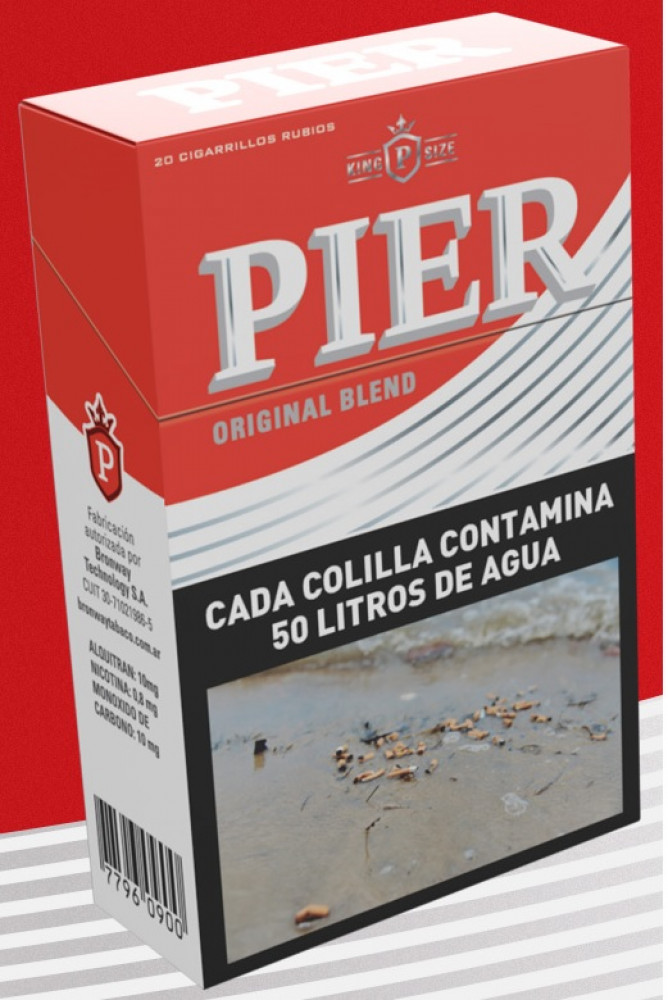 PIER
20 CIGARRILLOS RUBIOS
KING P SIZE
PIER
ORIGINAL BLEND
CADA COLILLA CONTAMINA
50 LITROS DE AGUA
P
Fabricación
autorizada por
Bronway
Technology S.A.
CUIT 30-71021986-5
bronwaytabaco.com.ar
ALQUITRAN: 10mg
NICOTINA: 0,8 mg
MONOXIDO DE
CARBONO: 10 mg
7796 0900